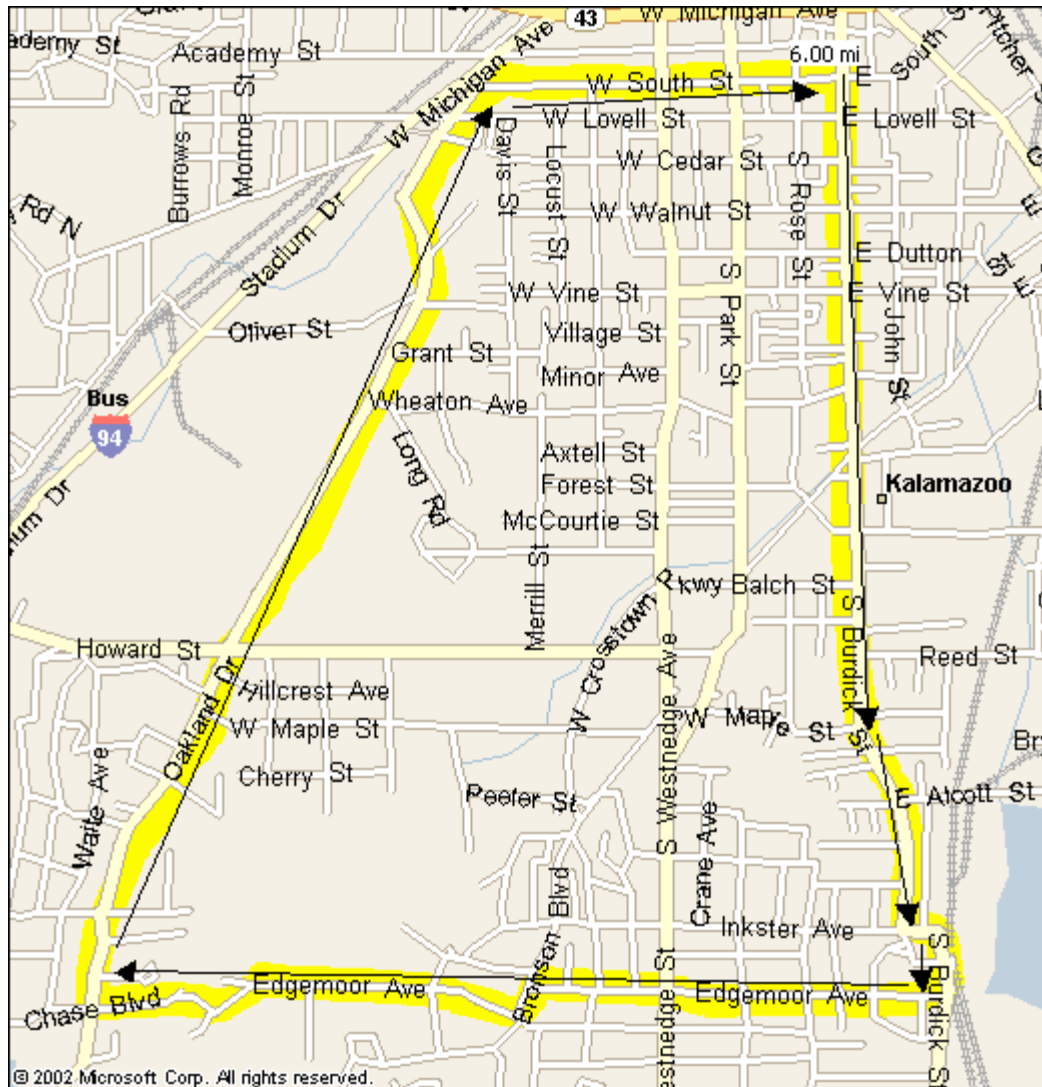 43
W Michigan Ave
Academy St
South
Pitcher
6.00 mi
W South St
E
Burrows Rd
Monroe St
W Michigan Ave
Davis St
W Lovell St
E Lovell St
Locust St
W Cedar St
S Rose St
Rd N
Stadium Dr
W Walnut St
E Dutton
S Park St
W Vine St
E Vine St
Oliver St
Village St
John St
Grant St
Minor Ave
Bus
94
Wheaton Ave
Long Rd
Axtell St
Forest St
Kalamazoo
McCourtie St
Merrill St
W Crosstown Pkwy
Balch St
S Burdick St
Howard St
Reed St
Oakland Dr
Hillcrest Ave
W Maple St
W Maple St
Cherry St
Waite Ave
Peeler St
S Westnedge Ave
Crane Ave
E Alcott St
Bronson Blvd
Inkster Ave
S Burdick St
Edgemoor Ave
Edgemoor Ave
Chase Blvd
Westnedge St
© 2002 Microsoft Corp. All rights reserved.